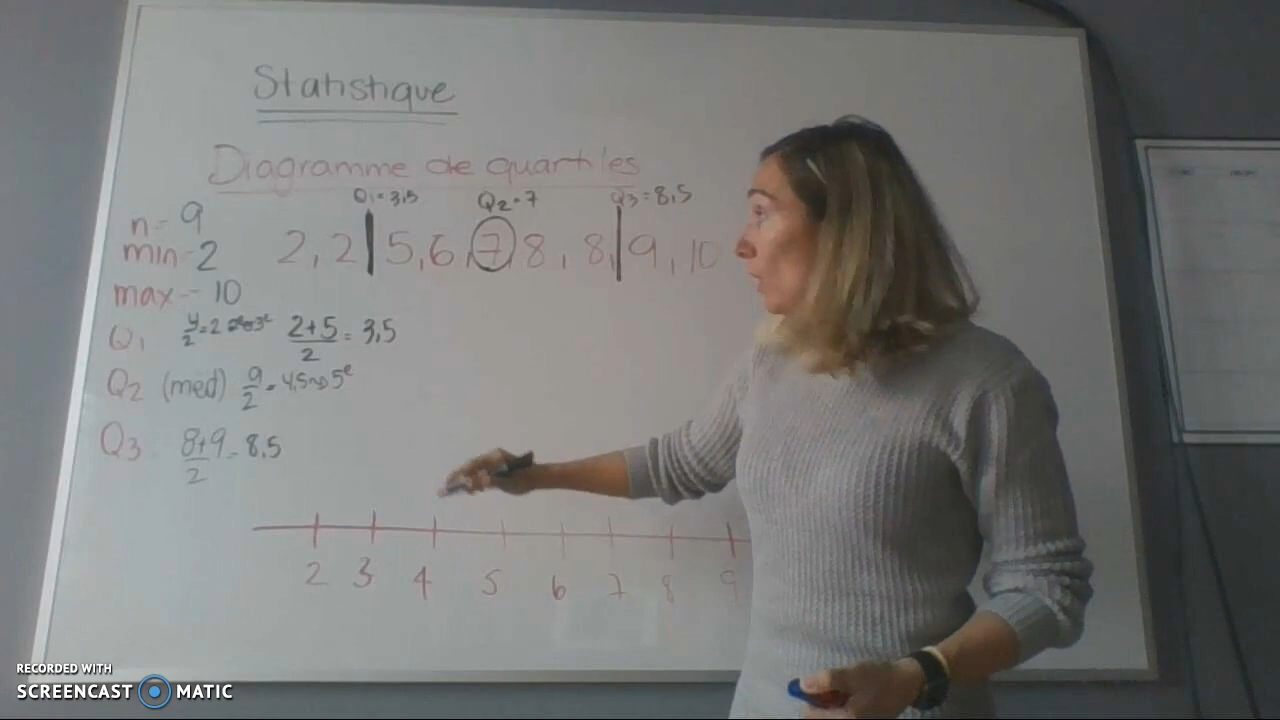 Statistique
Diagramme de quartiles
Q1=3,5 Q2=7 Q3=8,5
n=9
2, 2 | 5, 6, 7, 8, 8, | 9, 10
min=2
max=10
Q1 4/2=2 2e et 3e 2+5/2=3,5
Q2 (med) 9/2=4,5→5e
Q3 8+9/2=8,5
2 3 4 5 6 7 8 9
RECORDED WITH
SCREENCAST MATIC